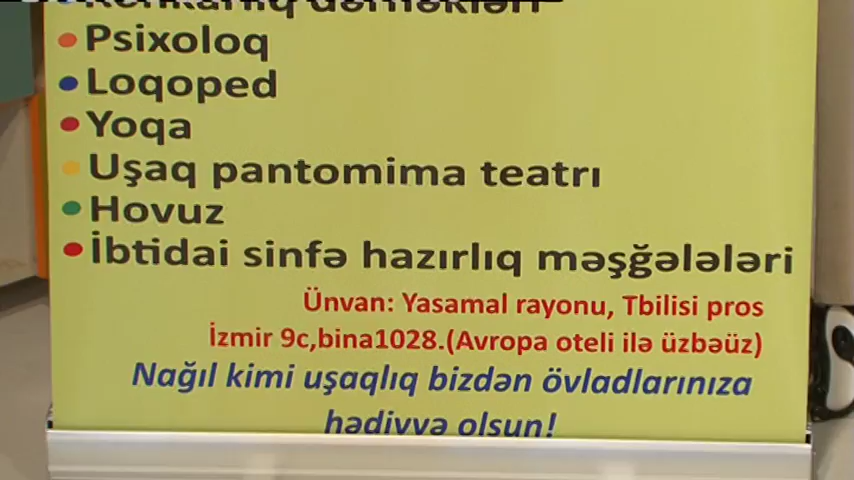 Psixoloq
Loqoped
Yoqa
Uşaq pantomima teatrı
Hovuz
İbtidai sinfə hazırlıq məşğələləri
Ünvan: Yasamal rayonu, Tbilisi pros
İzmir 9c,bina1028.(Avropa oteli ilə üzbəüz)
Nağıl kimi uşaqlıq bizdən övladlarınıza
hədiyyə olsun!